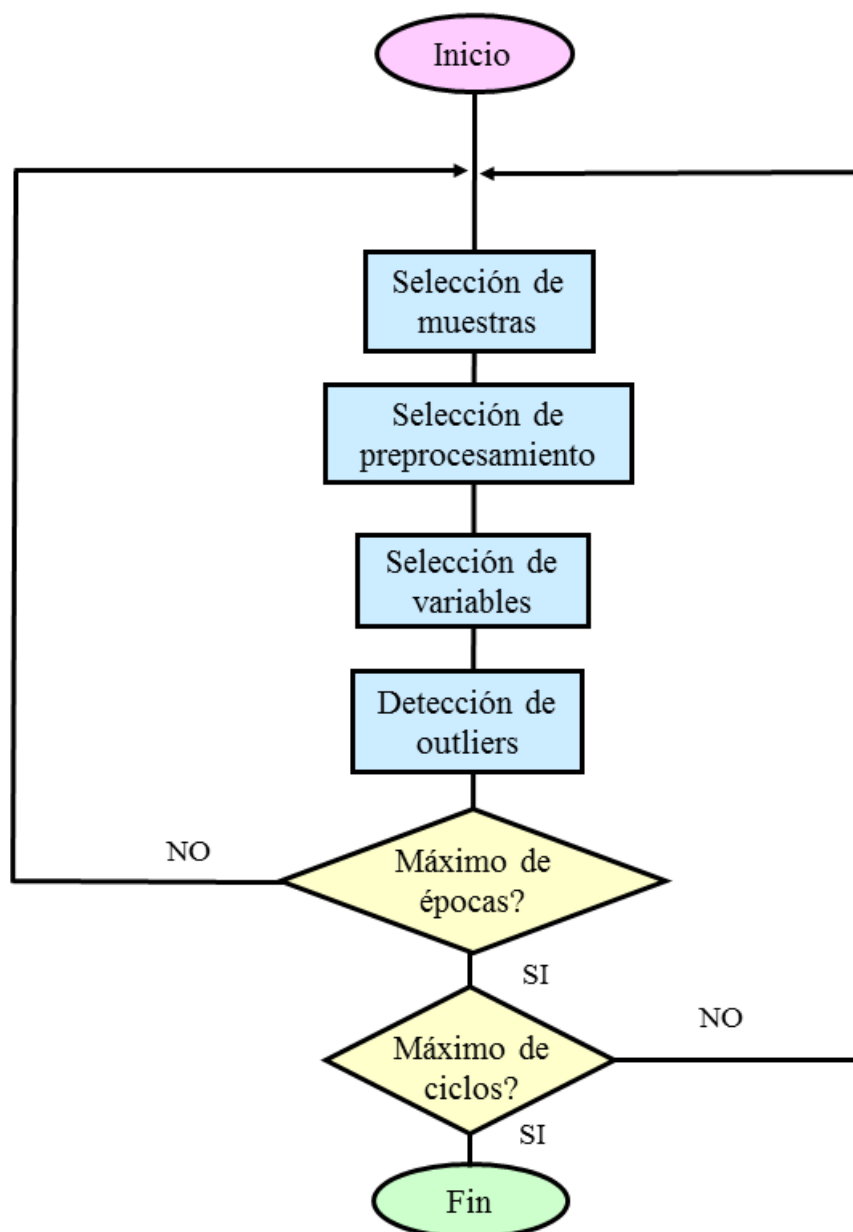 Inicio
Selección de
muestras
Selección de
preprocesamiento
Selección de
variables
Detección de
outliers
NO
Máximo de
épocas?
SI
NO
Máximo de
ciclos?
SI
Fin